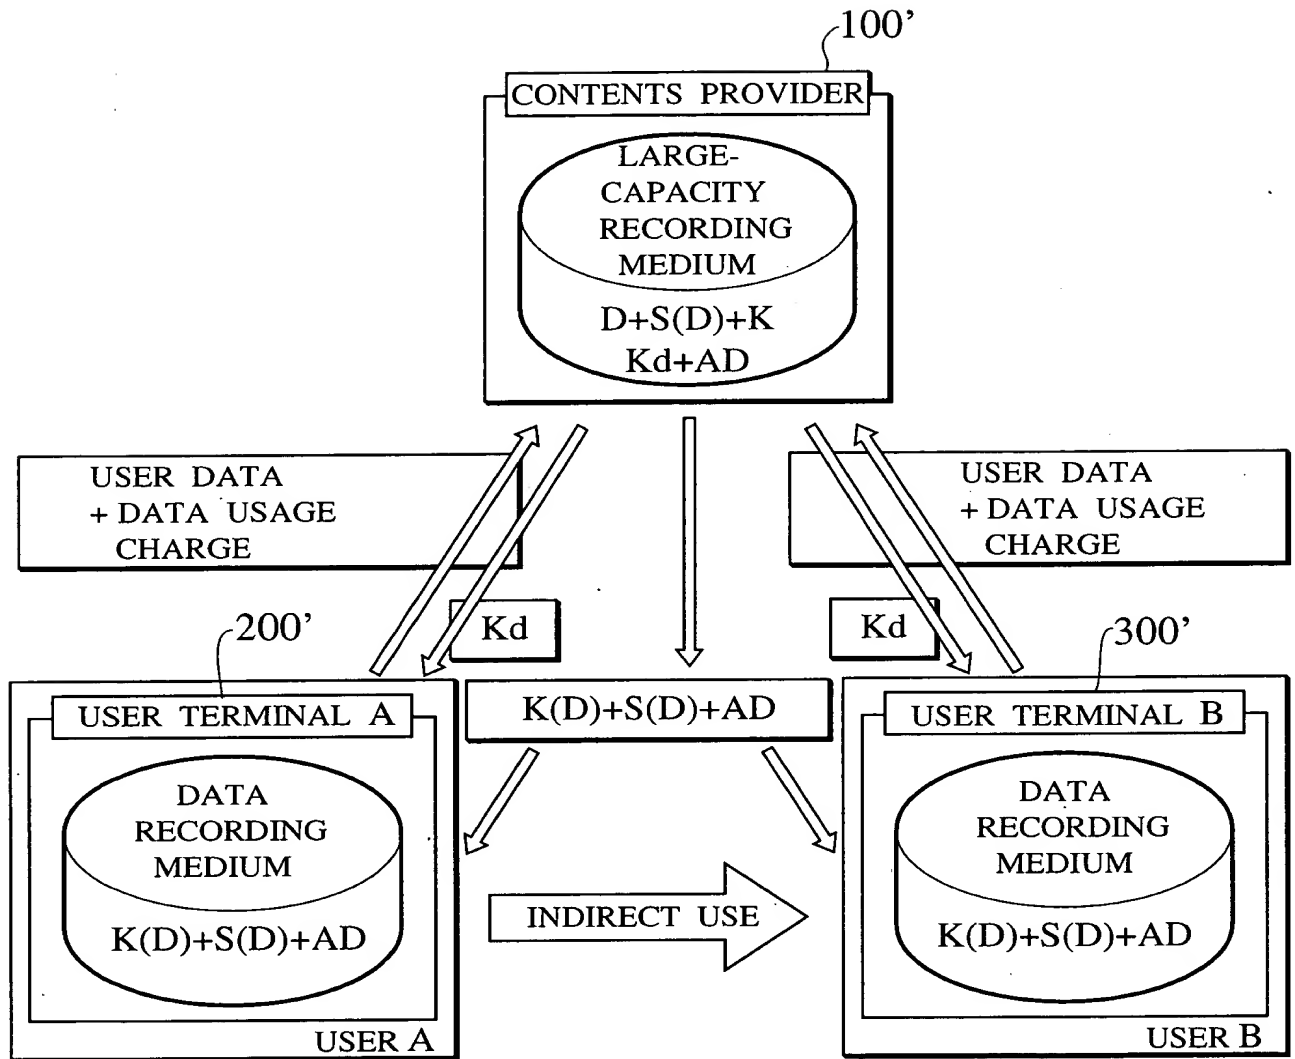 100’
CONTENTS PROVIDER
LARGE-
CAPACITY
RECORDING
MEDIUM
D+S(D)+K
Kd+AD
USER DATA
+ DATA USAGE
CHARGE
USER DATA
+ DATA USAGE
CHARGE
Kd
Kd
200’
300’
K(D)+S(D)+AD
USER TERMINAL A
DATA
RECORDING
MEDIUM
K(D)+S(D)+AD
USER A
INDIRECT USE
USER TERMINAL B
DATA
RECORDING
MEDIUM
K(D)+S(D)+AD
USER B